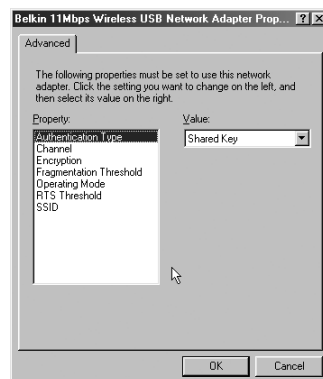 Belkin 11Mbps Wireless USB Network Adapter Prop...
Advanced
The following properties must be set to use this network
adapter. Click the setting you want to change on the left, and
then select its value on the right.
Property:
Value:
Authentication Type
Channel
Encryption
Fragmentation Threshold
Operating Mode
RTS Threshold
SSID
Shared Key
OK
Cancel